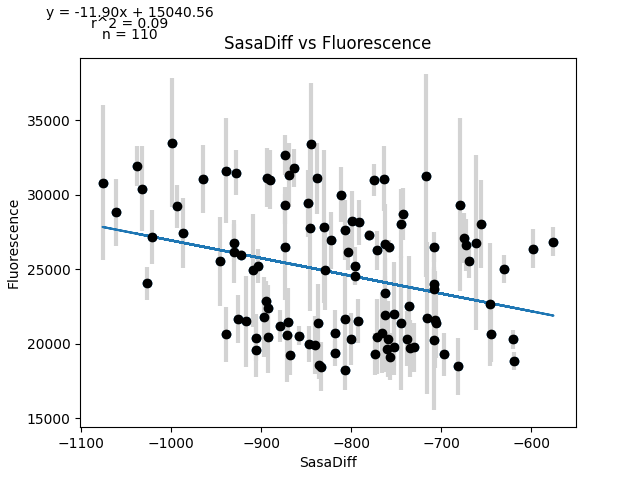 y = -11.90x + 15040.56
r^2 = 0.09
n = 110
SasaDiff vs Fluorescence
Fluorescence
35000
30000
25000
20000
15000
−1100 −1000 −900 −800 −700 −600
SasaDiff